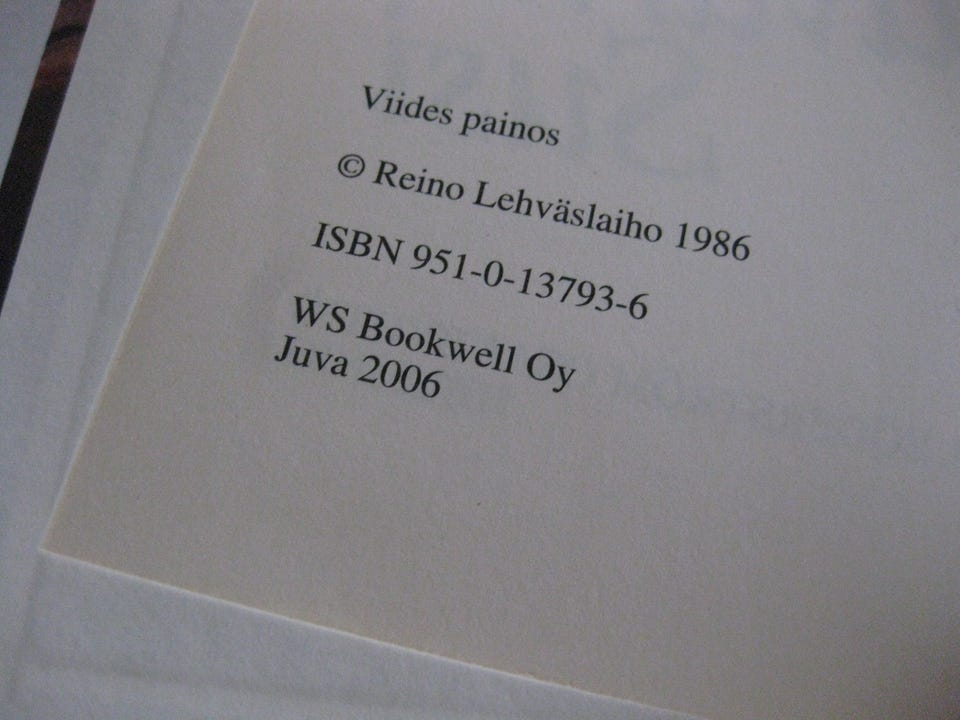 Viides painos
© Reino Lehväslaiho 1986
ISBN 951-0-13793-6
WS Bookwell Oy
Juva 2006